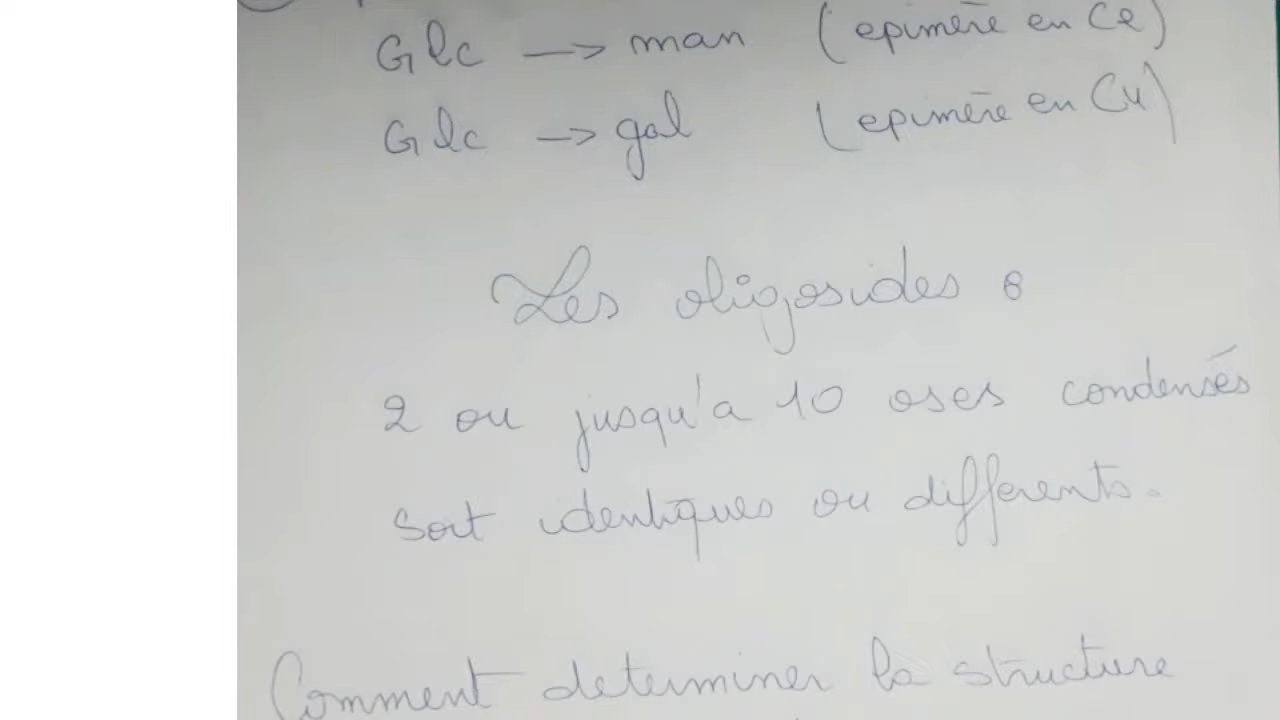 Glc → man (epimère en C2)
Glc → gal (epimère en C4)
Les oligosides :
2 ou jusqu'a 10 oses condensés
soit identiques ou differents.
Comment determiner la structure